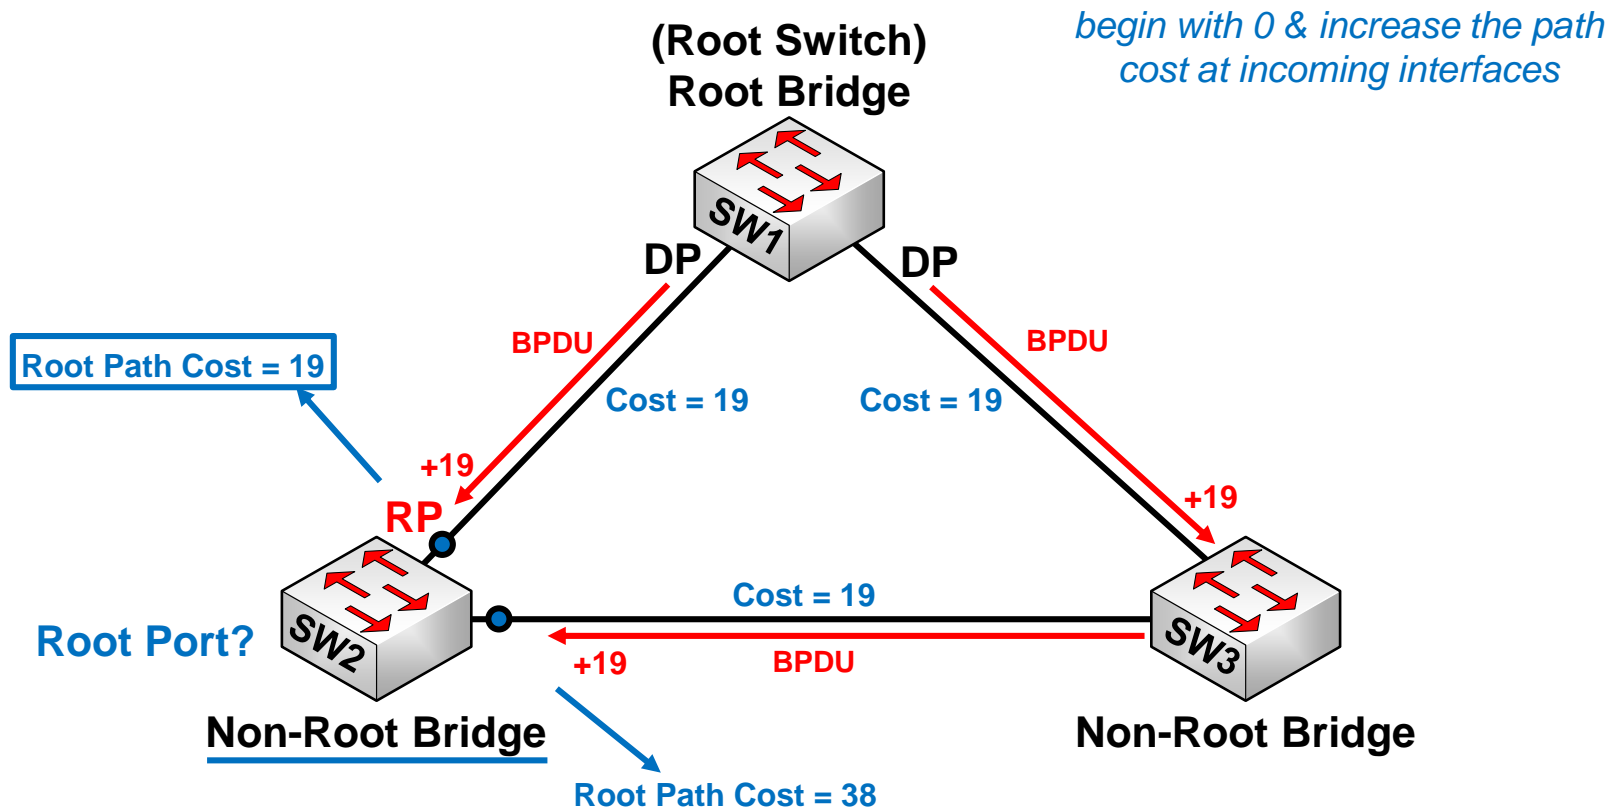 begin with 0 & increase the path
cost at incoming interfaces
(Root Switch)
Root Bridge
SW1
DP
DP
BPDU
BPDU
Root Path Cost = 19
Cost = 19
Cost = 19
+19
+19
RP
Cost = 19
Root Port?
SW2
SW3
+19
BPDU
Non-Root Bridge
Non-Root Bridge
Root Path Cost = 38